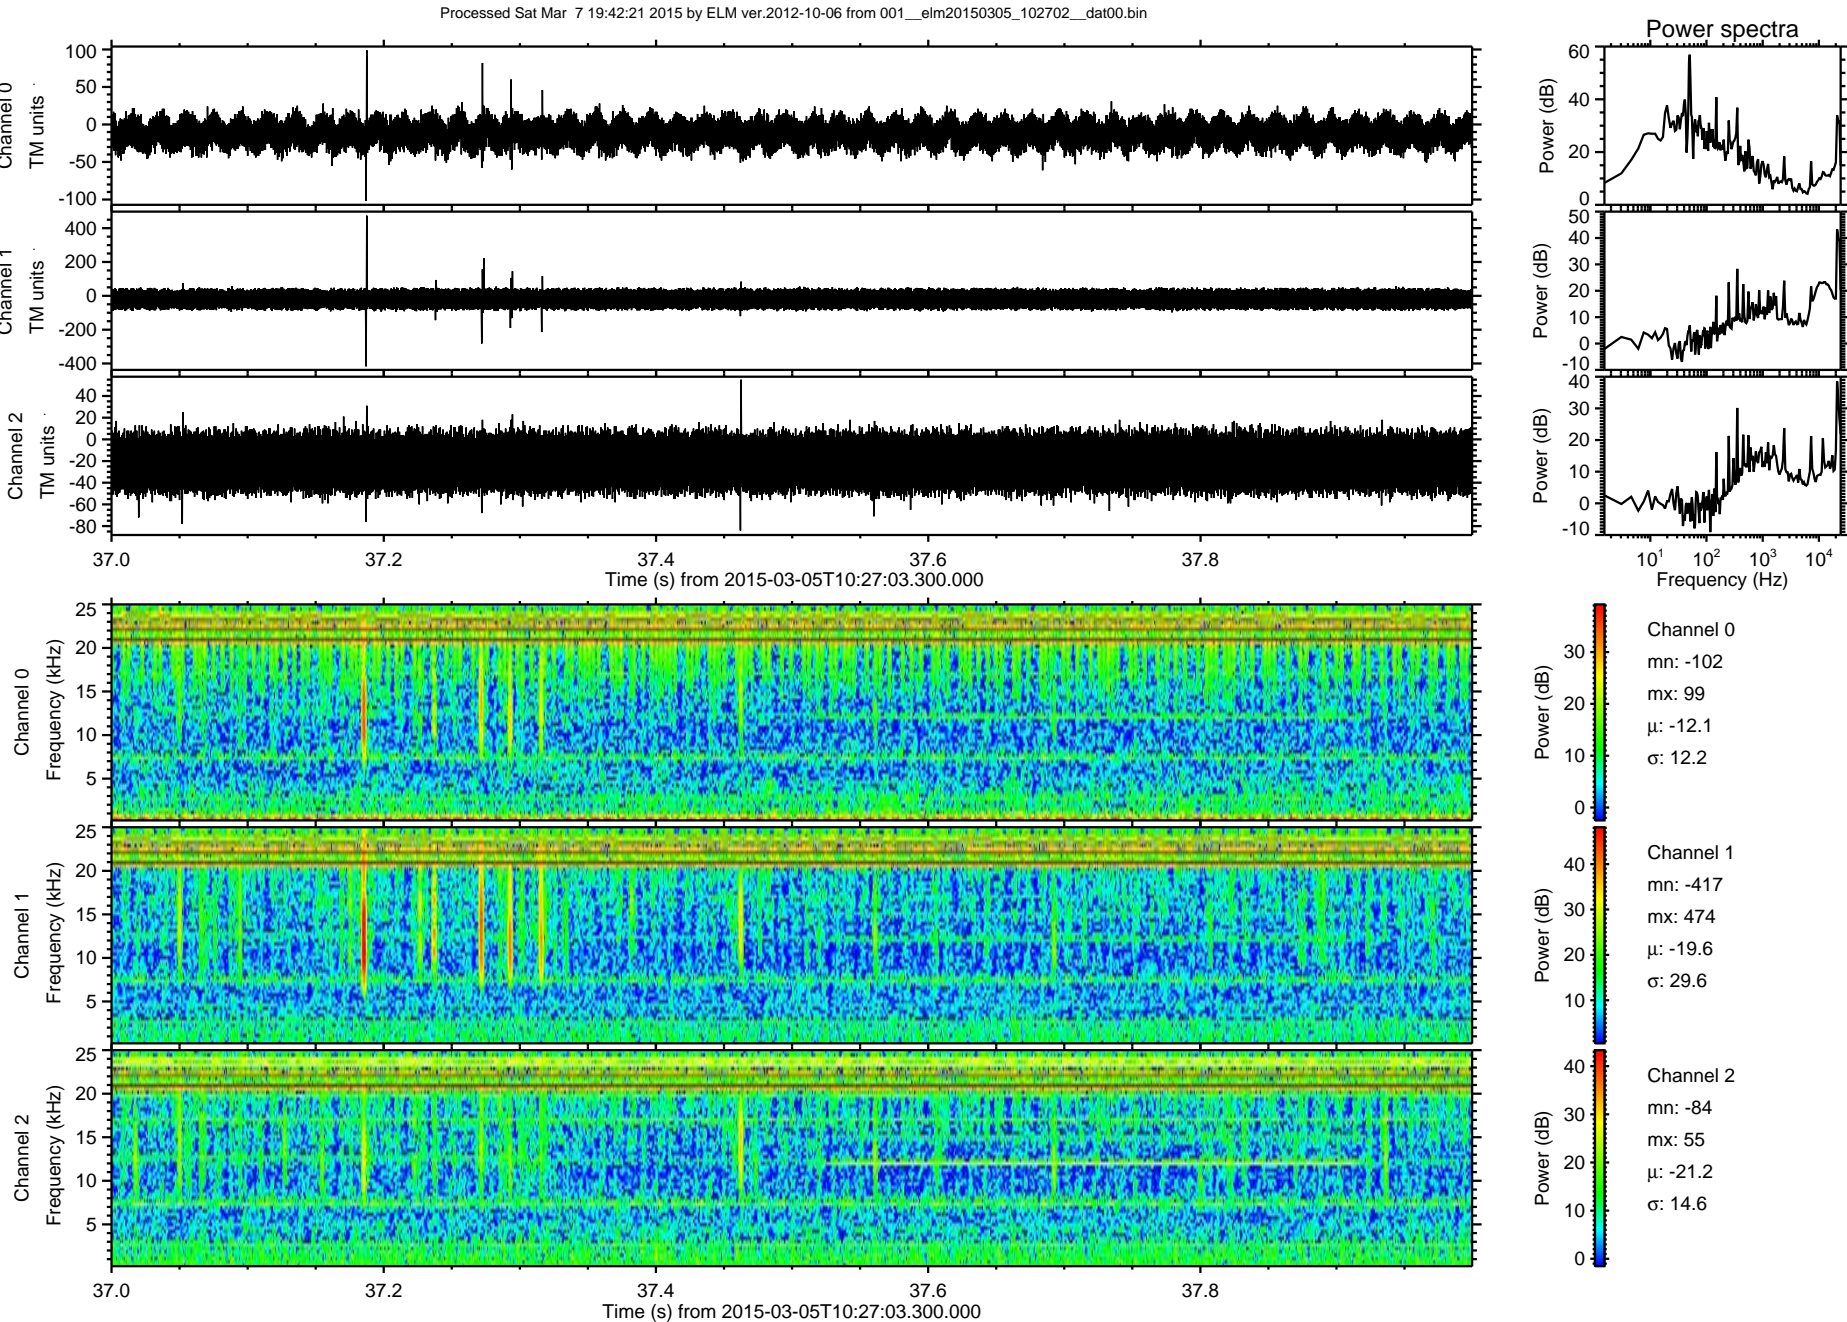 Processed Sat Mar  7 19:42:21 2015 by ELM ver.2012-10-06 from 001__elm20150305_102702__dat00.bin
Power spectra
Channel 0
TM units
100
50
0
-50
-100
Power (dB)
60
40
20
0
Channel 1
TM units
400
200
0
-200
-400
Power (dB)
50
40
30
20
10
0
-10
Channel 2
TM units
40
20
0
-20
-40
-60
-80
Power (dB)
40
30
20
10
0
-10
37.0 37.2 37.4 37.6 37.8
Time (s) from 2015-03-05T10:27:03.300.000
10^1 10^2 10^3 10^4
Frequency (Hz)
Channel 0
Frequency (kHz)
25
20
15
10
5
Power (dB)
30
20
10
0
Channel 0
mn: -102
mx: 99
μ: -12.1
σ: 12.2
Channel 1
Frequency (kHz)
25
20
15
10
5
Power (dB)
40
30
20
10
Channel 1
mn: -417
mx: 474
μ: -19.6
σ: 29.6
Channel 2
Frequency (kHz)
25
20
15
10
5
Power (dB)
40
30
20
10
0
Channel 2
mn: -84
mx: 55
μ: -21.2
σ: 14.6
37.0 37.2 37.4 37.6 37.8
Time (s) from 2015-03-05T10:27:03.300.000